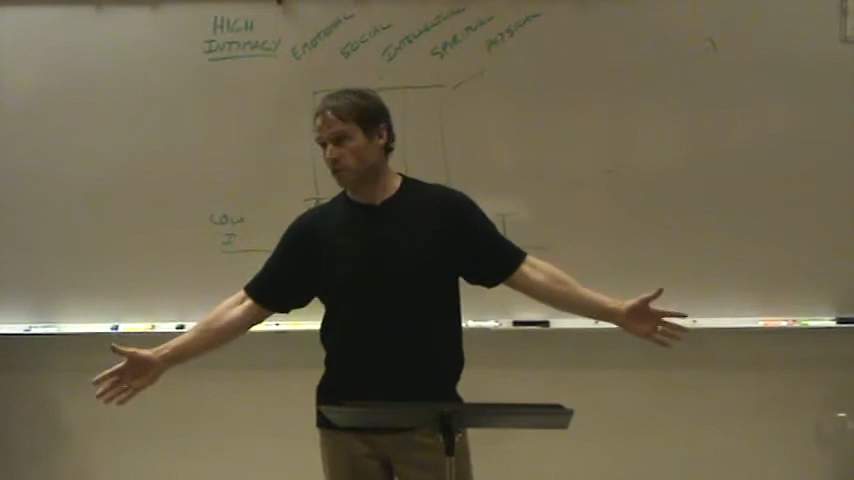 HIGH
INTIMACY
EMOTIONAL
SOCIAL
INTELLECTUAL
SPIRITUAL
PHYSICAL
LOW
I